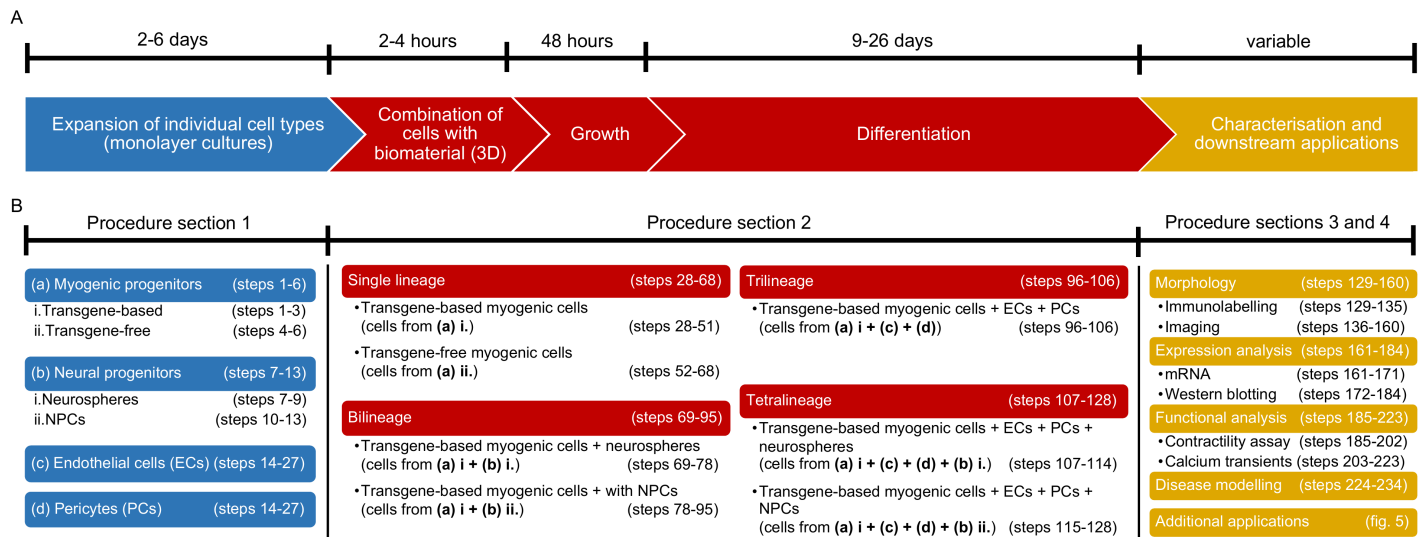 A
2-6 days
2-4 hours
48 hours
9-26 days
variable
Expansion of individual cell types
(monolayer cultures)
Combination of
cells with
biomaterial (3D)
Growth
Differentiation
Characterisation and
downstream applications
B
Procedure section 1
Procedure section 2
Procedure sections 3 and 4
(a) Myogenic progenitors (steps 1-6)
i.Transgene-based (steps 1-3)
ii.Transgene-free (steps 4-6)
(b) Neural progenitors (steps 7-13)
i.Neurospheres (steps 7-9)
ii.NPCs (steps 10-13)
(c) Endothelial cells (ECs) (steps 14-27)
(d) Pericytes (PCs) (steps 14-27)
Single lineage (steps 28-68)
•Transgene-based myogenic cells
(cells from (a) i.) (steps 28-51)
•Transgene-free myogenic cells
(cells from (a) ii.) (steps 52-68)
Bilineage (steps 69-95)
•Transgene-based myogenic cells + neurospheres
(cells from (a) i + (b) i.) (steps 69-78)
•Transgene-based myogenic cells + with NPCs
(cells from (a) i + (b) ii.) (steps 78-95)
Trilineage (steps 96-106)
•Transgene-based myogenic cells + ECs + PCs
(cells from (a) i + (c) + (d)) (steps 96-106)
Tetralineage (steps 107-128)
•Transgene-based myogenic cells + ECs + PCs +
neurospheres
(cells from (a) i + (c) + (d) + (b) i.) (steps 107-114)
•Transgene-based myogenic cells + ECs + PCs +
NPCs
(cells from (a) i + (c) + (d) + (b) ii.) (steps 115-128)
Morphology (steps 129-160)
•Immunolabelling (steps 129-135)
•Imaging (steps 136-160)
Expression analysis (steps 161-184)
•mRNA (steps 161-171)
•Western blotting (steps 172-184)
Functional analysis (steps 185-223)
•Contractility assay (steps 185-202)
•Calcium transients (steps 203-223)
Disease modelling (steps 224-234)
Additional applications (fig. 5)